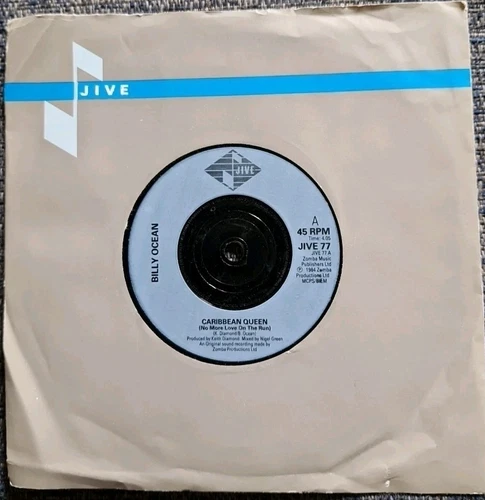 JIVE
JIVE
BILLY OCEAN
A
45 RPM
Time: 4.05
JIVE 77
JIVE 77 A
Zomba Music
Publishers Ltd
℗ 1984 Zomba
Productions Ltd
MCPS/BIEM
CARIBBEAN QUEEN
(No More Love On The Run)
(K. Diamond/B. Ocean)
Produced by Keith Diamond. Mixed by Nigel Green
An Original sound recording made by
Zomba Productions Ltd